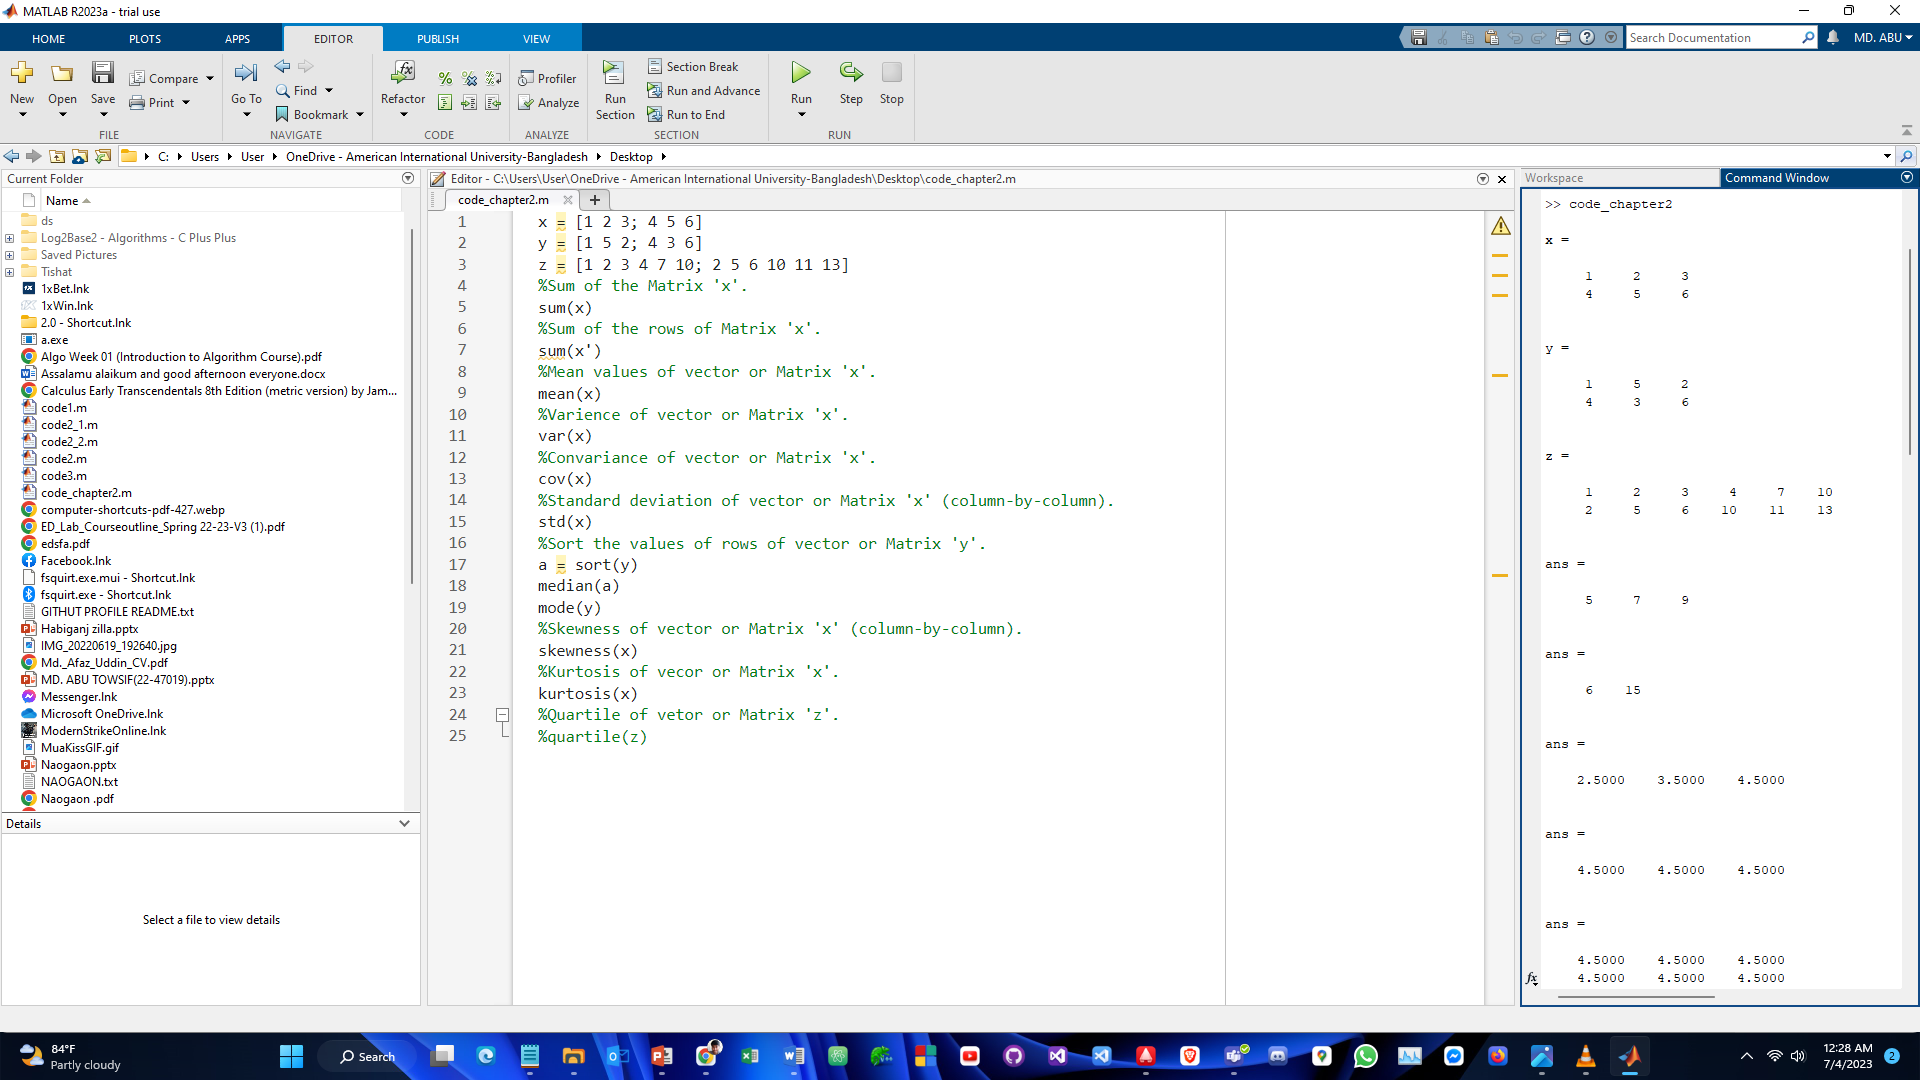 MATLAB R2023a - trial use
HOME PLOTS APPS EDITOR PUBLISH VIEW
Search Documentation
MD. ABU
New
Open
Save
Compare
Print
FILE
Go To
Find
Bookmark
NAVIGATE
Refactor
CODE
Profiler
Analyze
ANALYZE
Run
Section
Section Break
Run and Advance
Run to End
SECTION
Run
Step
Stop
RUN
C: Users User OneDrive - American International University-Bangladesh Desktop
Current Folder
Name
ds
Log2Base2 - Algorithms - C Plus Plus
Saved Pictures
Tishat
1xBet.lnk
1xWin.lnk
2.0 - Shortcut.lnk
a.exe
Algo Week 01 (Introduction to Algorithm Course).pdf
Assalamu alaikum and good afternoon everyone.docx
Calculus Early Transcendentals 8th Edition (metric version) by Jam...
code1.m
code2_1.m
code2_2.m
code2.m
code3.m
code_chapter2.m
computer-shortcuts-pdf-427.webp
ED_Lab_Courseoutline_Spring 22-23-V3 (1).pdf
edsfa.pdf
Facebook.lnk
fsquirt.exe.mui - Shortcut.lnk
fsquirt.exe - Shortcut.lnk
GITHUT PROFILE README.txt
Habiganj zilla.pptx
IMG_20220619_192640.jpg
Md._Afaz_Uddin_CV.pdf
MD. ABU TOWSIF(22-47019).pptx
Messenger.lnk
Microsoft OneDrive.lnk
ModernStrikeOnline.lnk
MuaKissGIF.gif
Naogaon.pptx
NAOGAON.txt
Naogaon .pdf
Details
Select a file to view details
Editor - C:\Users\User\OneDrive - American International University-Bangladesh\Desktop\code_chapter2.m
code_chapter2.m
1 x = [1 2 3; 4 5 6]
2 y = [1 5 2; 4 3 6]
3 z = [1 2 3 4 7 10; 2 5 6 10 11 13]
4 %Sum of the Matrix 'x'.
5 sum(x)
6 %Sum of the rows of Matrix 'x'.
7 sum(x')
8 %Mean values of vector or Matrix 'x'.
9 mean(x)
10 %Varience of vector or Matrix 'x'.
11 var(x)
12 %Convariance of vector or Matrix 'x'.
13 cov(x)
14 %Standard deviation of vector or Matrix 'x' (column-by-column).
15 std(x)
16 %Sort the values of rows of vector or Matrix 'y'.
17 a = sort(y)
18 median(a)
19 mode(y)
20 %Skewness of vector or Matrix 'x' (column-by-column).
21 skewness(x)
22 %Kurtosis of vecor or Matrix 'x'.
23 kurtosis(x)
24 %Quartile of vetor or Matrix 'z'.
25 %quartile(z)
Workspace
Command Window
>> code_chapter2
x =
1 2 3
4 5 6
y =
1 5 2
4 3 6
z =
1 2 3 4 7 10
2 5 6 10 11 13
ans =
5 7 9
ans =
6 15
ans =
2.5000 3.5000 4.5000
ans =
4.5000 4.5000 4.5000
ans =
4.5000 4.5000 4.5000
4.5000 4.5000 4.5000
fx
84°F
Partly cloudy
Search
12:28 AM
7/4/2023
2